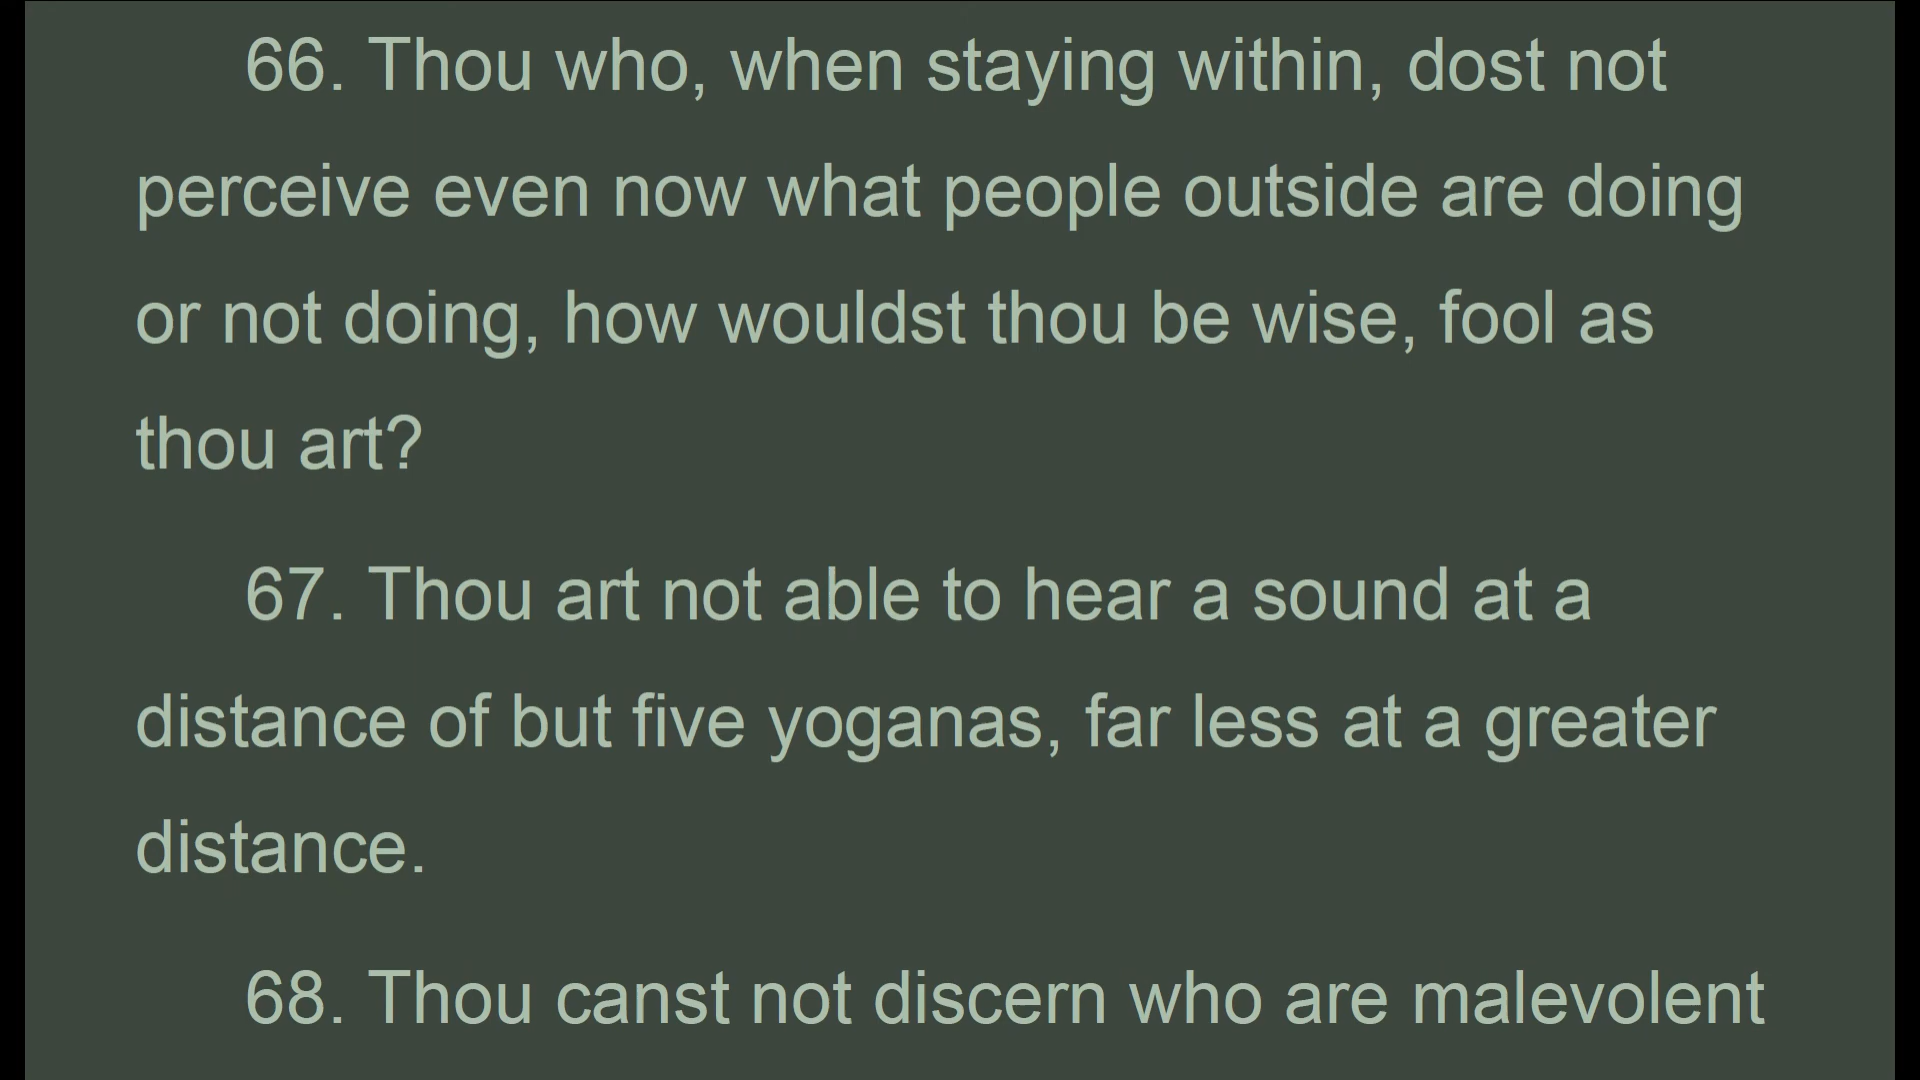 66. Thou who, when staying within, dost not
perceive even now what people outside are doing
or not doing, how wouldst thou be wise, fool as
thou art?
67. Thou art not able to hear a sound at a
distance of but five yoganas, far less at a greater
distance.
68. Thou canst not discern who are malevolent